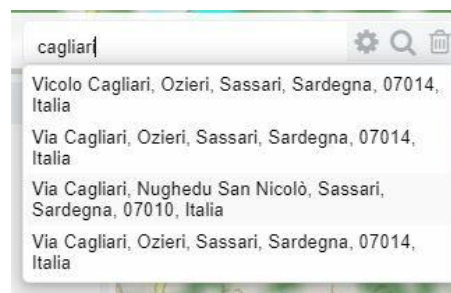 cagliari
Vicolo Cagliari, Ozieri, Sassari, Sardegna, 07014,
Italia
Via Cagliari, Ozieri, Sassari, Sardegna, 07014,
Italia
Via Cagliari, Nughedu San Nicolò, Sassari,
Sardegna, 07010, Italia
Via Cagliari, Ozieri, Sassari, Sardegna, 07014,
Italia